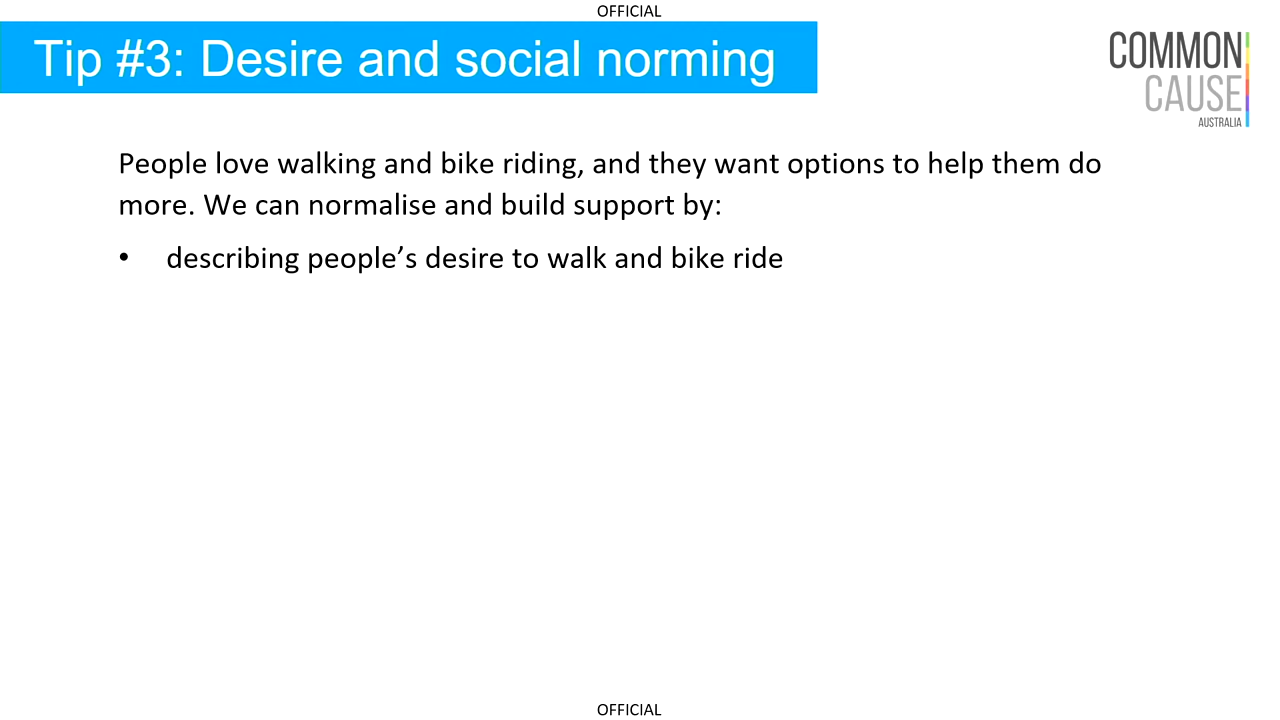 OFFICIAL
Tip #3: Desire and social norming
COMMON
CAUSE
AUSTRALIA
People love walking and bike riding, and they want options to help them do
more. We can normalise and build support by:
• describing people’s desire to walk and bike ride
OFFICIAL